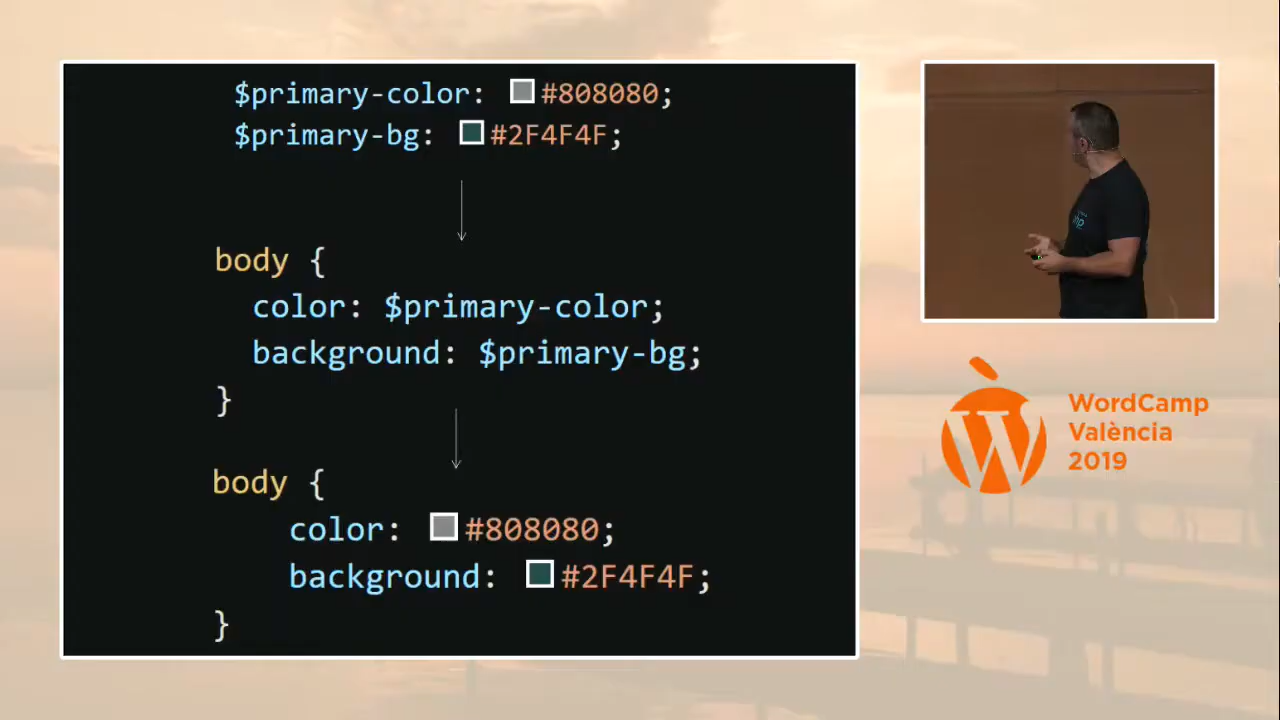 $primary-color: #808080;
$primary-bg: #2F4F4F;
body {
color: $primary-color;
background: $primary-bg;
}
body {
color: #808080;
background: #2F4F4F;
}
WordCamp
València
2019